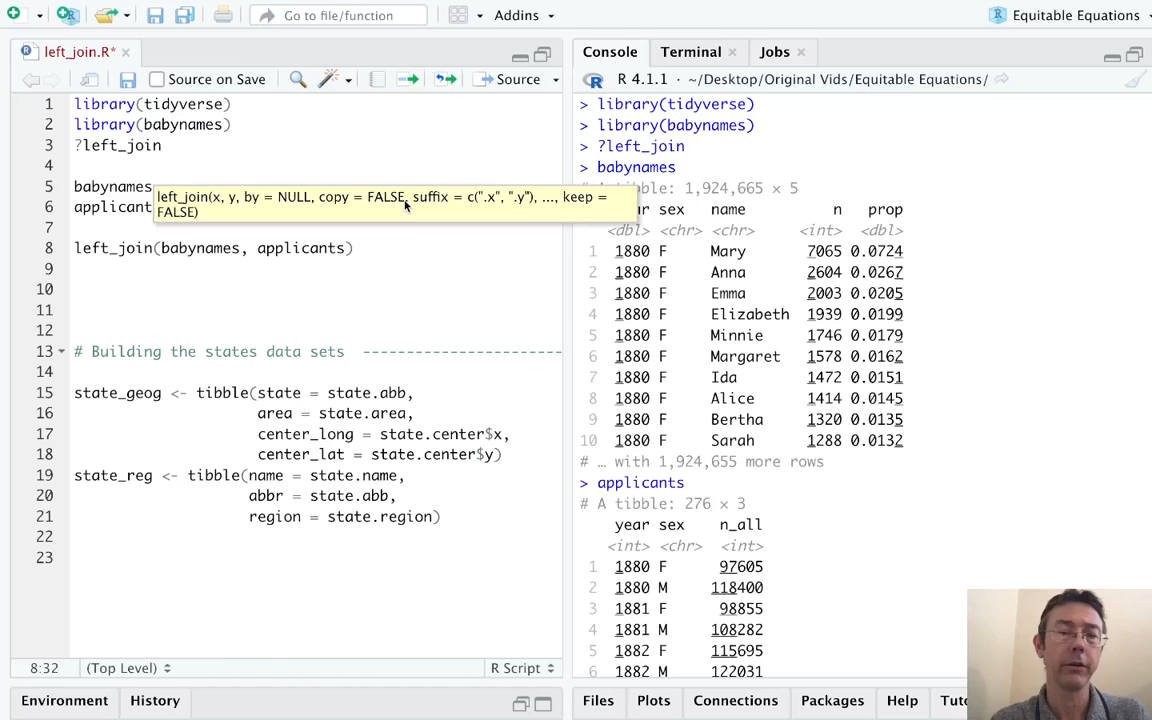 Go to file/function
Addins
Equitable Equations
left_join.R*
Source on Save
Source
1 library(tidyverse)
2 library(babynames)
3 ?left_join
4
5 babynames
6 applicant
left_join(x, y, by = NULL, copy = FALSE, suffix = c(".x", ".y"), ..., keep =
FALSE)
7
8 left_join(babynames, applicants)
9
10
11
12
13 # Building the states data sets ------------------------
14
15 state_geog <- tibble(state = state.abb,
16 area = state.area,
17 center_long = state.center$x,
18 center_lat = state.center$y)
19 state_reg <- tibble(name = state.name,
20 abbr = state.abb,
21 region = state.region)
22
23
8:32 (Top Level) R Script
Environment History
Console Terminal Jobs
R 4.1.1 · ~/Desktop/Original Vids/Equitable Equations/
> library(tidyverse)
> library(babynames)
> ?left_join
> babynames
# A tibble: 1,924,665 × 5
sex name n prop
<dbl> <chr> <chr> <int> <dbl>
1 1880 F Mary 7065 0.0724
2 1880 F Anna 2604 0.0267
3 1880 F Emma 2003 0.0205
4 1880 F Elizabeth 1939 0.0199
5 1880 F Minnie 1746 0.0179
6 1880 F Margaret 1578 0.0162
7 1880 F Ida 1472 0.0151
8 1880 F Alice 1414 0.0145
9 1880 F Bertha 1320 0.0135
10 1880 F Sarah 1288 0.0132
# … with 1,924,655 more rows
> applicants
# A tibble: 276 × 3
year sex n_all
<int> <chr> <int>
1 1880 F 97605
2 1880 M 118400
3 1881 F 98855
4 1881 M 108282
5 1882 F 115695
6 1882 M 122031
Files Plots Connections Packages Help Tuto